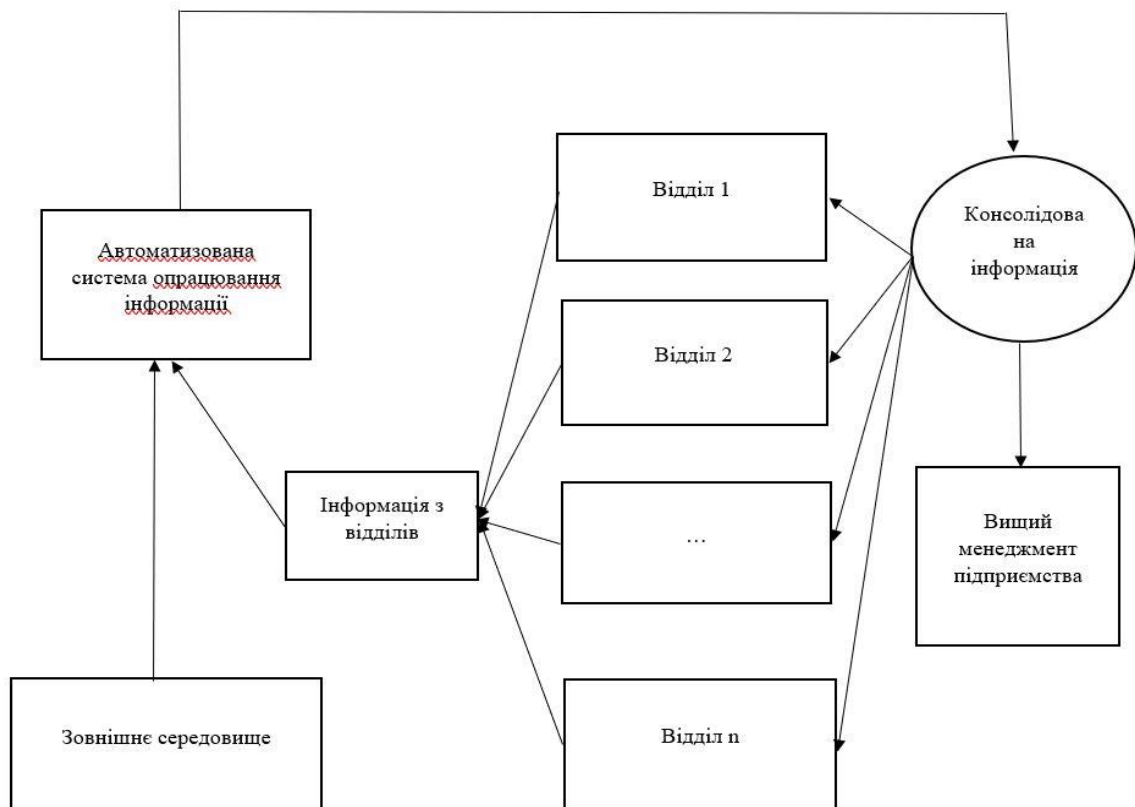 Відділ 1
Автоматизована
система опрацювання
інформації
Консолідова
на
інформація
Відділ 2
Інформація з
відділів
…
Вищий
менеджмент
підприємства
Зовнішнє середовище
Відділ n